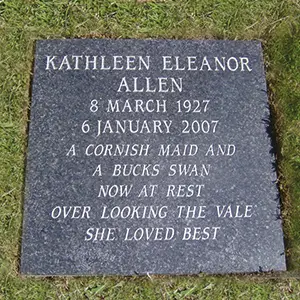 KATHLEEN ELEANOR
ALLEN
8 MARCH 1927
6 JANUARY 2007
A CORNISH MAID AND
A BUCKS SWAN
NOW AT REST
OVER LOOKING THE VALE
SHE LOVED BEST